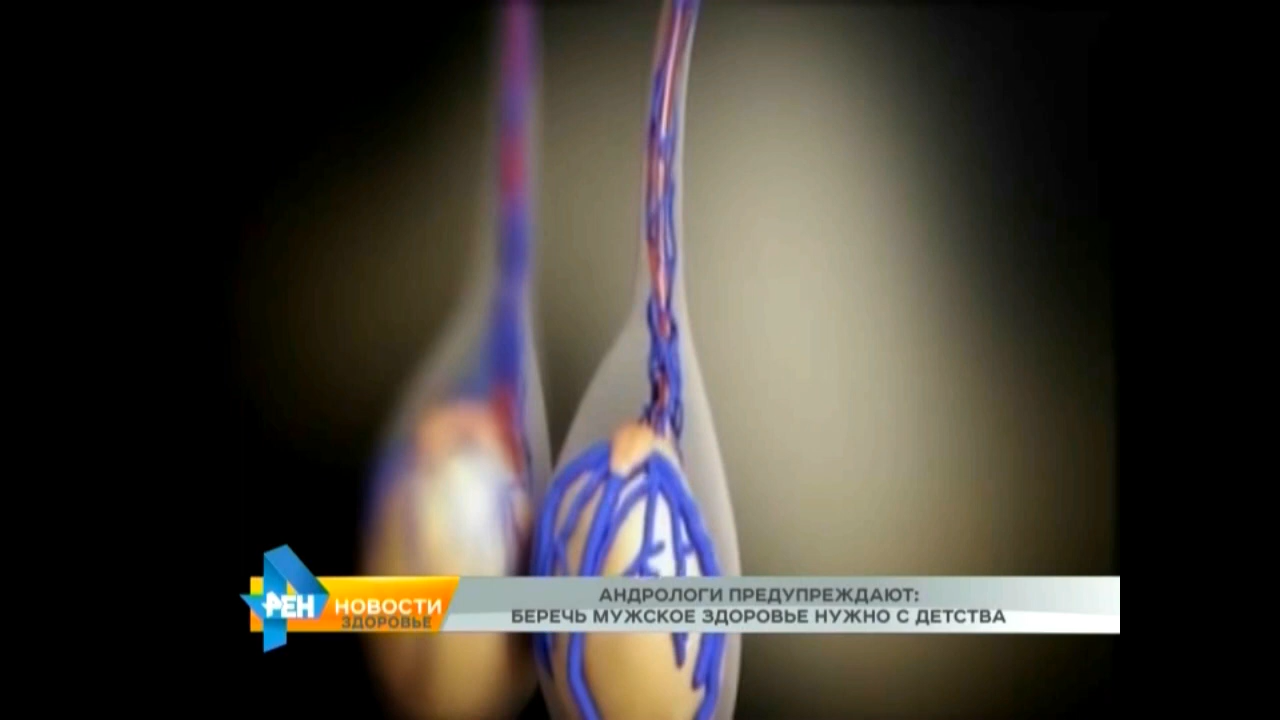 АНДРОЛОГИ ПРЕДУПРЕЖДАЮТ:
БЕРЕЧЬ МУЖСКОЕ ЗДОРОВЬЕ НУЖНО С ДЕТСТВА
РЕН НОВОСТИ
ЗДОРОВЬЕ